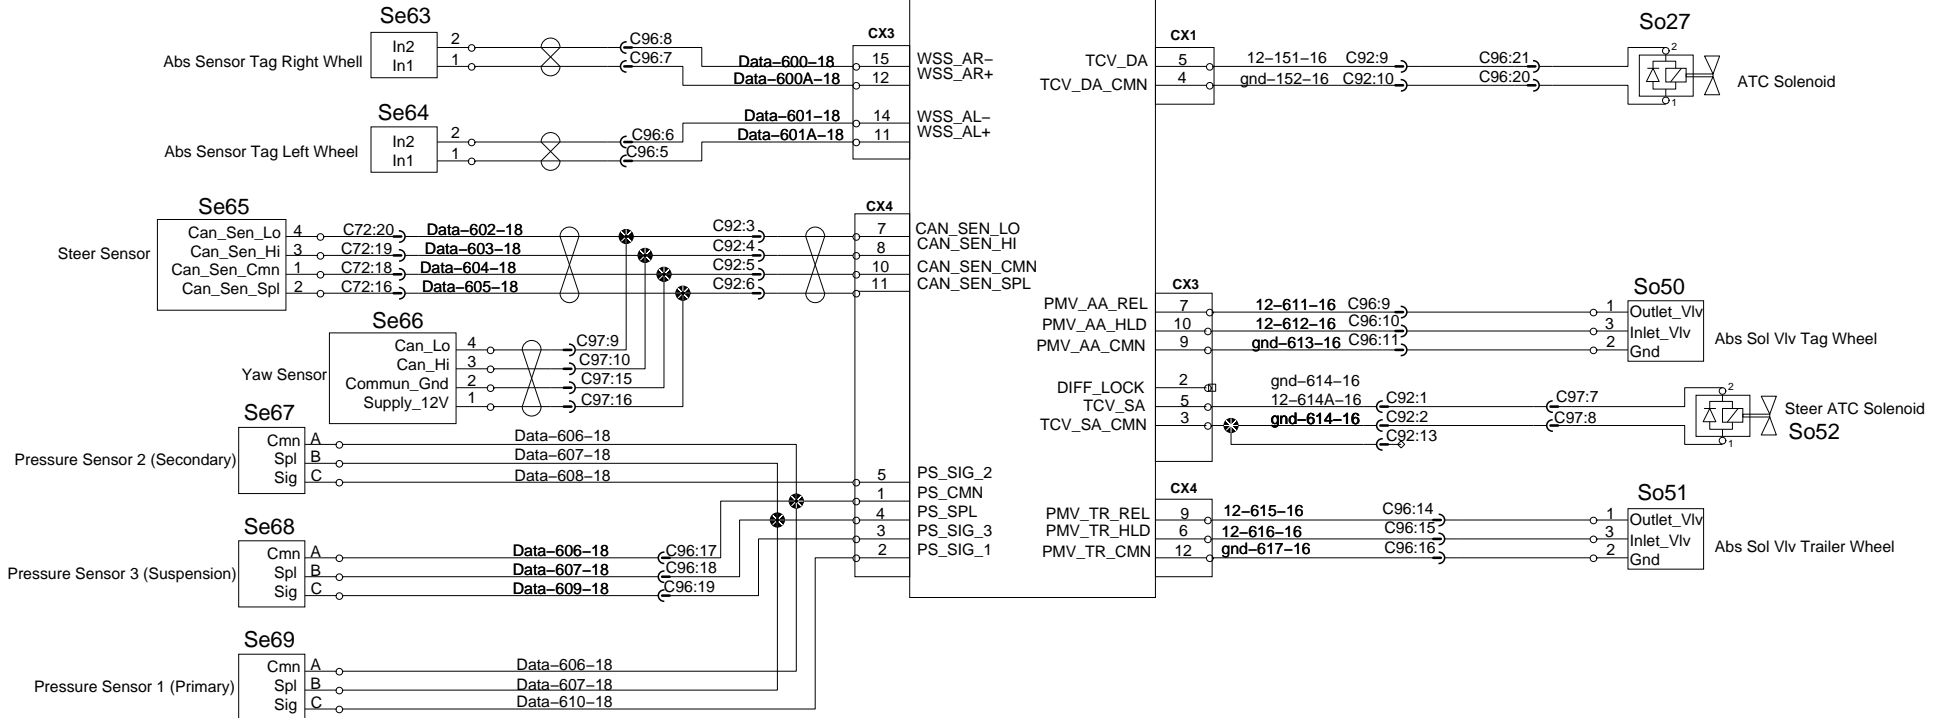 Se63
Abs Sensor Tag Right Whell
In2 2 C96:8 Data-600-18
In1 1 C96:7 Data-600A-18
Se64
Abs Sensor Tag Left Wheel
In2 2 C96:6 Data-601-18
In1 1 C96:5 Data-601A-18
CX3
15 WSS_AR-
12 WSS_AR+
14 WSS_AL-
11 WSS_AL+
Se65
Steer Sensor
Can_Sen_Lo 4 C72:20 Data-602-18 C92:3
Can_Sen_Hi 3 C72:19 Data-603-18 C92:4
Can_Sen_Cmn 1 C72:18 Data-604-18 C92:5
Can_Sen_Spl 2 C72:16 Data-605-18 C92:6
CX4
7 CAN_SEN_LO
8 CAN_SEN_HI
10 CAN_SEN_CMN
11 CAN_SEN_SPL
Se66
Yaw Sensor
Can_Lo 4 C97:9
Can_Hi 3 C97:10
Commun_Gnd 2 C97:15
Supply_12V 1 C97:16
Se67
Pressure Sensor 2 (Secondary)
Cmn A Data-606-18
Spl B Data-607-18
Sig C Data-608-18
5 PS_SIG_2
1 PS_CMN
4 PS_SPL
3 PS_SIG_3
2 PS_SIG_1
Se68
Pressure Sensor 3 (Suspension)
Cmn A Data-606-18 C96:17
Spl B Data-607-18 C96:18
Sig C Data-609-18 C96:19
Se69
Pressure Sensor 1 (Primary)
Cmn A Data-606-18
Spl B Data-607-18
Sig C Data-610-18
CX1
TCV_DA 5 12-151-16 C92:9 C96:21
TCV_DA_CMN 4 gnd-152-16 C92:10 C96:20
So27
2
1
ATC Solenoid
CX3
PMV_AA_REL 7 12-611-16 C96:9 1 Outlet_Vlv
PMV_AA_HLD 10 12-612-16 C96:10 3 Inlet_Vlv
PMV_AA_CMN 9 gnd-613-16 C96:11 2 Gnd
So50
Abs Sol Vlv Tag Wheel
DIFF_LOCK 2 gnd-614-16
TCV_SA 5 12-614A-16 C92:1 C97:7
TCV_SA_CMN 3 gnd-614-16 C92:2 C97:8
C92:13
2
1
Steer ATC Solenoid
So52
CX4
PMV_TR_REL 9 12-615-16 C96:14 1 Outlet_Vlv
PMV_TR_HLD 6 12-616-16 C96:15 3 Inlet_Vlv
PMV_TR_CMN 12 gnd-617-16 C96:16 2 Gnd
So51
Abs Sol Vlv Trailer Wheel